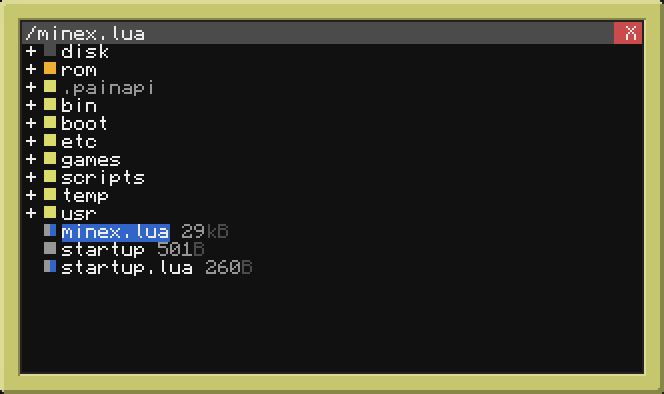 /minex.lua X
+ disk
+ rom
+ .painapi
+ bin
+ boot
+ etc
+ games
+ scripts
+ temp
+ usr
minex.lua 29kB
startup 501B
startup.lua 260B